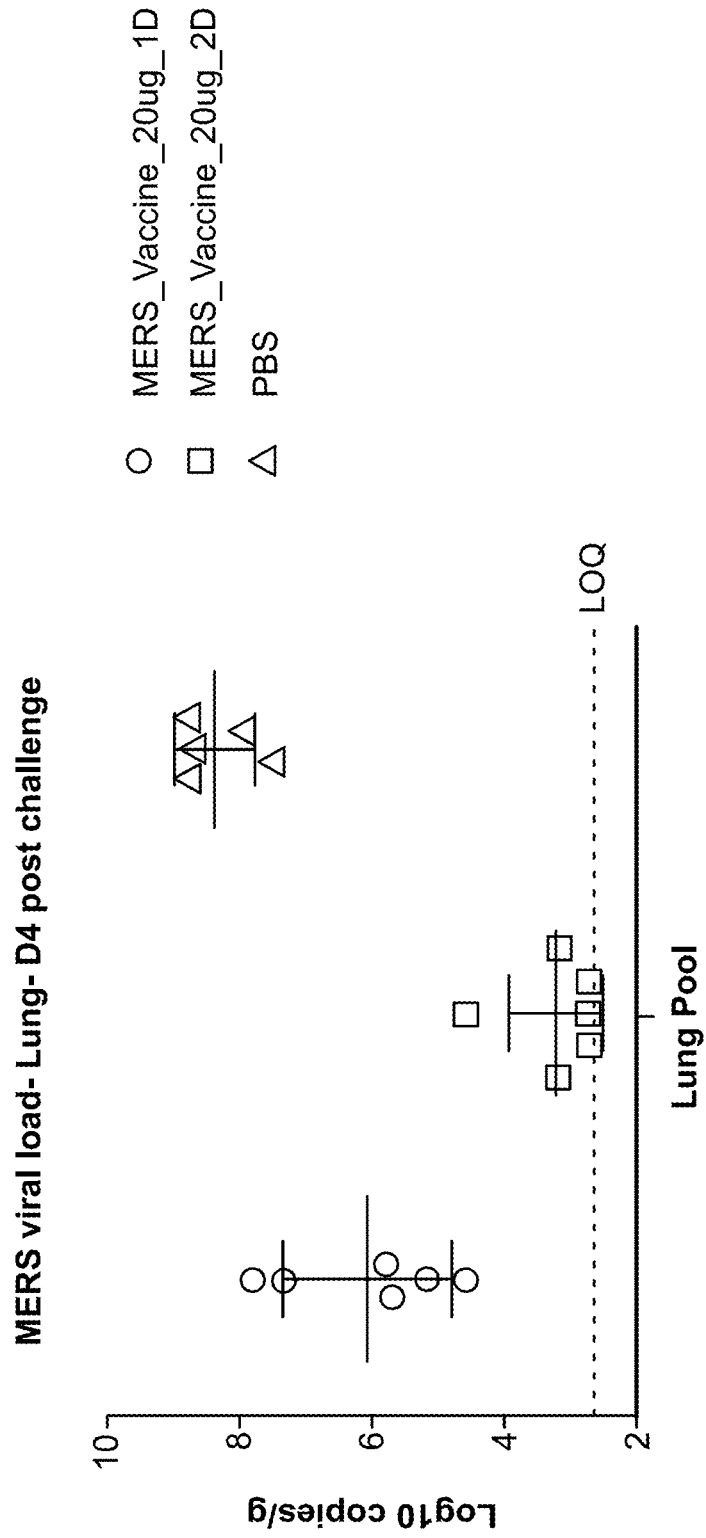 MERS viral load- Lung- D4 post challenge
Log10 copies/g
10
8
6
4
2
LOQ
Lung Pool
MERS_Vaccine_20ug_1D
MERS_Vaccine_20ug_2D
PBS